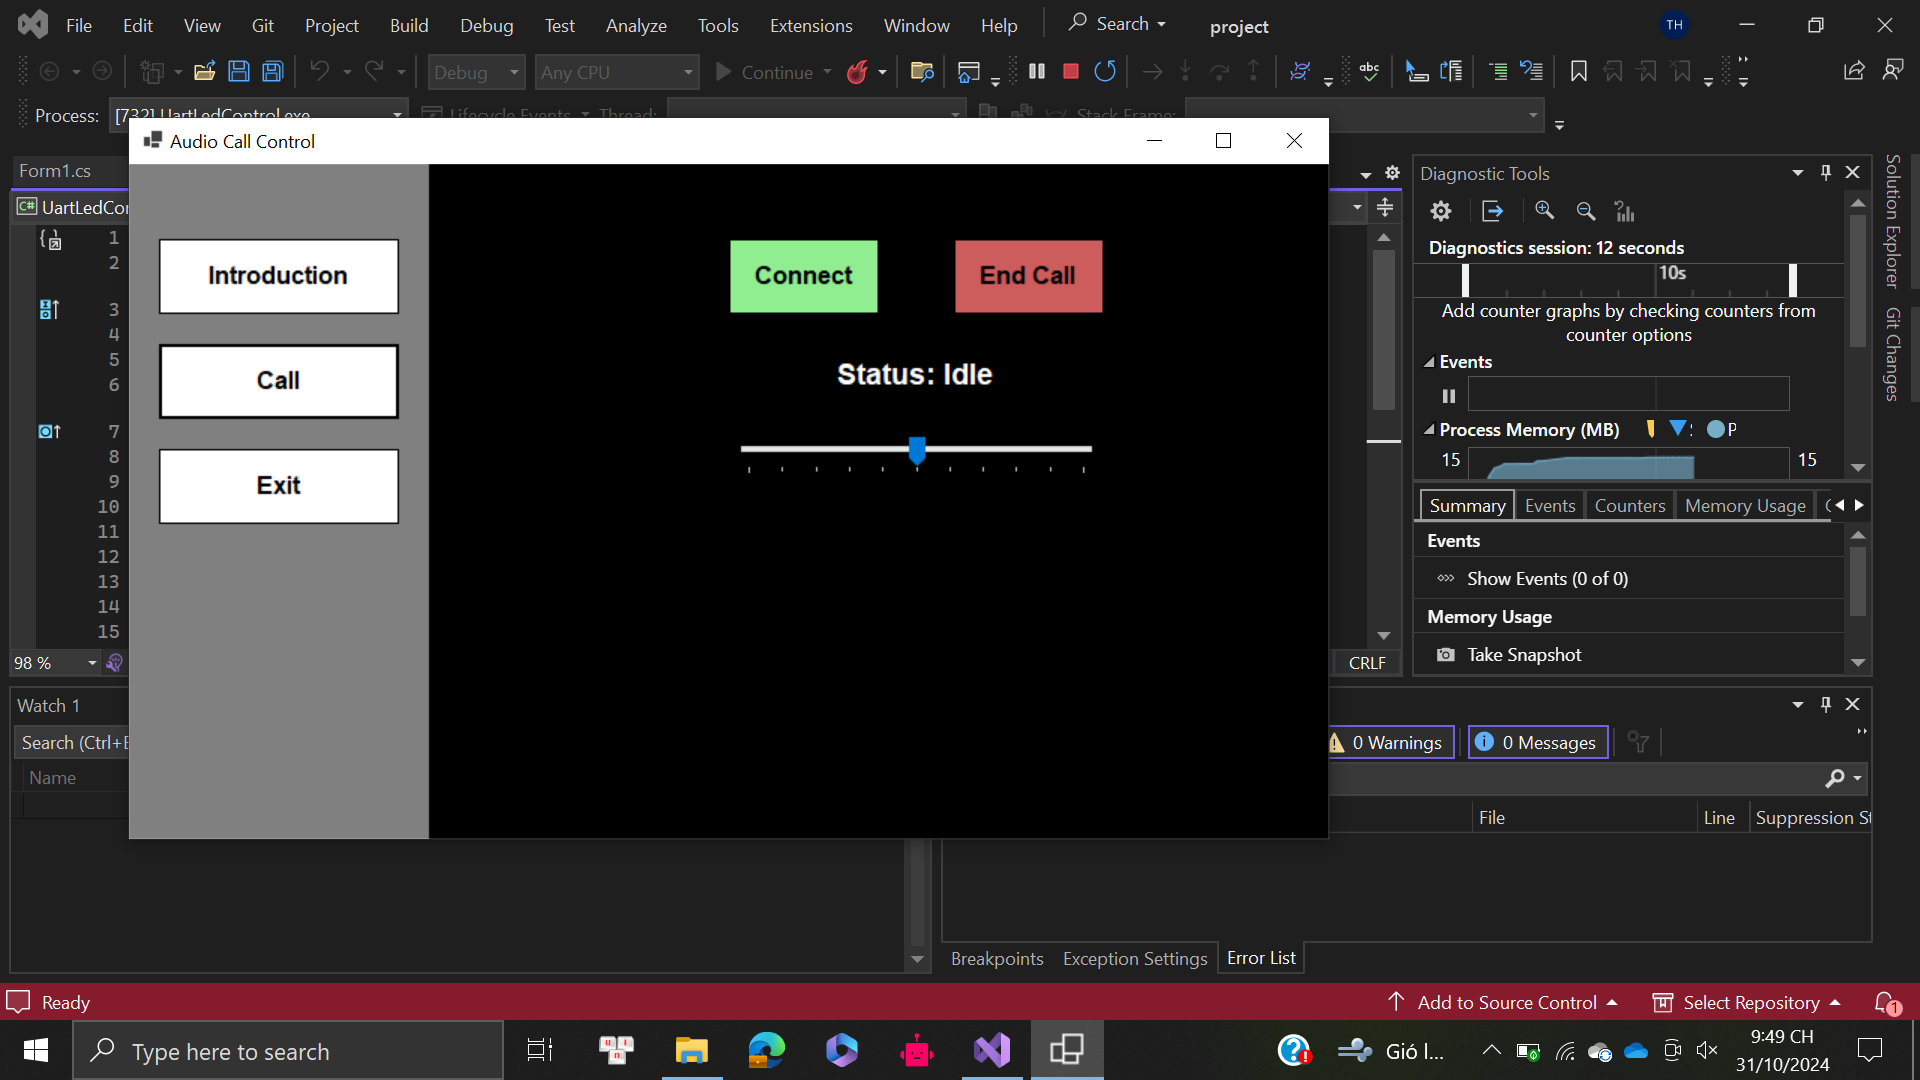 File Edit View Git Project Build Debug Test Analyze Tools Extensions Window Help Search project TH
Debug Any CPU Continue abc
Process: [732] UartLedControl.exe Lifecycle Events Thread: Stack Frame:
Audio Call Control
Form1.cs
C# UartLedCo
1
2
3
4
5
6
7
8
9
10
11
12
13
14
15
98 %
Introduction
Call
Exit
Connect End Call
Status: Idle
CRLF
Diagnostic Tools
Diagnostics session: 12 seconds
10s
Add counter graphs by checking counters from
counter options
Events
Process Memory (MB) P
15 15
Summary Events Counters Memory Usage
Events
Show Events (0 of 0)
Memory Usage
Take Snapshot
Solution Explorer
Git Changes
Watch 1
Search (Ctrl+E
Name
0 Warnings 0 Messages
File Line Suppression St
Breakpoints Exception Settings Error List
Ready Add to Source Control Select Repository 1
Type here to search u i n Gió l... 9:49 CH
31/10/2024